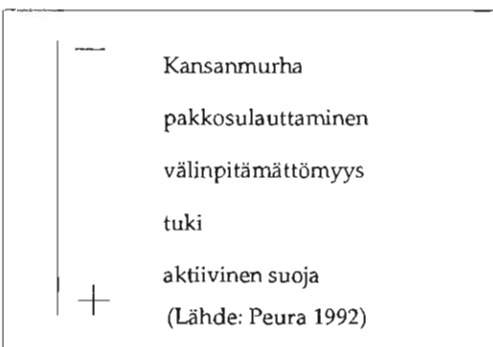 —
Kansanmurha
pakkosulauttaminen
välinpitämättömyys
tuki
aktiivinen suoja
+
(Lähde: Peura 1992)